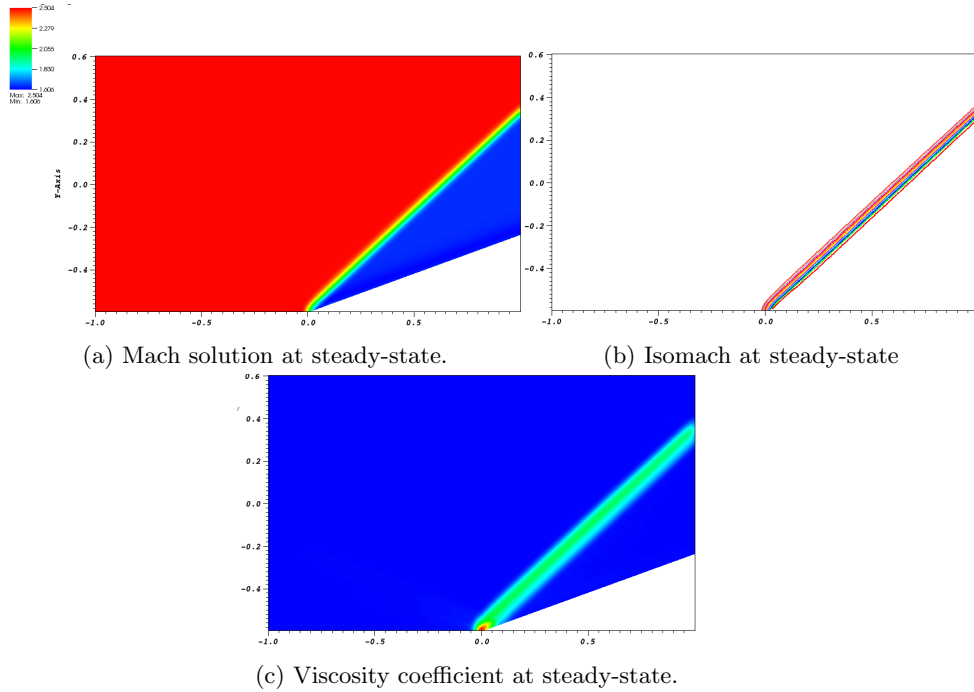 2.504
2.279
2.055
1.830
1.606
Max: 2.504
Min: 1.606
0.6
0.4
0.2
0.0
-0.2
-0.4
Y-Axis
-1.0 -0.5 0.0 0.5
(a) Mach solution at steady-state.
0.6
0.4
0.2
0.0
-0.2
-0.4
-1.0 -0.5 0.0 0.5
(b) Isomach at steady-state
0.6
0.4
0.2
0.0
-0.2
-0.4
-1.0 -0.5 0.0 0.5
(c) Viscosity coefficient at steady-state.